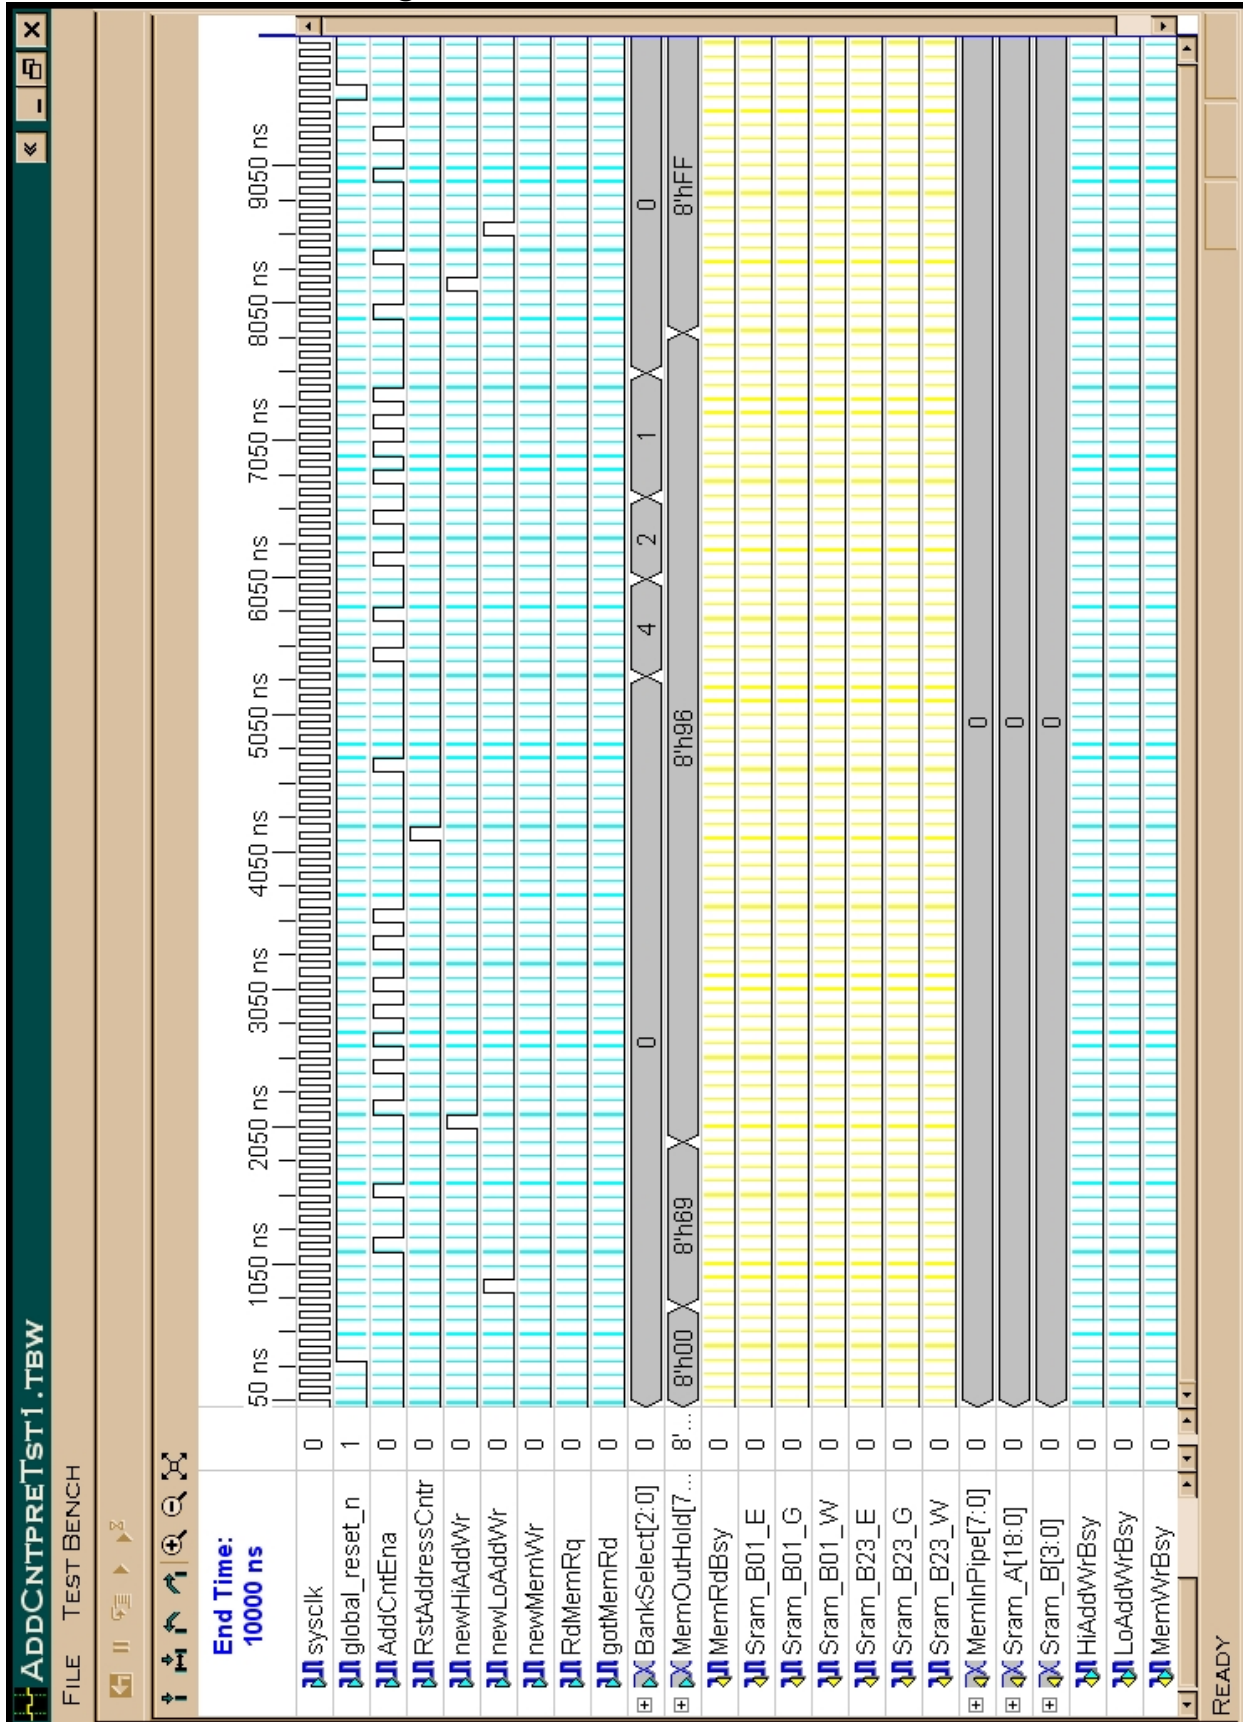 ADDCNTPRETST1.TBW
FILE TEST BENCH
End Time:
10000 ns
50 ns 1050 ns 2050 ns 3050 ns 4050 ns 5050 ns 6050 ns 7050 ns 8050 ns 9050 ns
sysclk 0
global_reset_n 1
AddCntEna 0
RstAddressCntr 0
newHiAddWr 0
newLoAddWr 0
newMemWr 0
RdMemRq 0
gotMemRd 0
BankSelect[2:0] 0 0 4 2 1 0
MemOutHold[7... 8'... 8'h00 8'h69 8'h96 8'hFF
MemRdBsy 0
Sram_B01_E 0
Sram_B01_G 0
Sram_B01_W 0
Sram_B23_E 0
Sram_B23_G 0
Sram_B23_W 0
MemInPipe[7:0] 0 0
Sram_A[18:0] 0 0
Sram_B[3:0] 0 0
HiAddWrBsy 0
LoAddWrBsy 0
MemWrBsy 0
READY